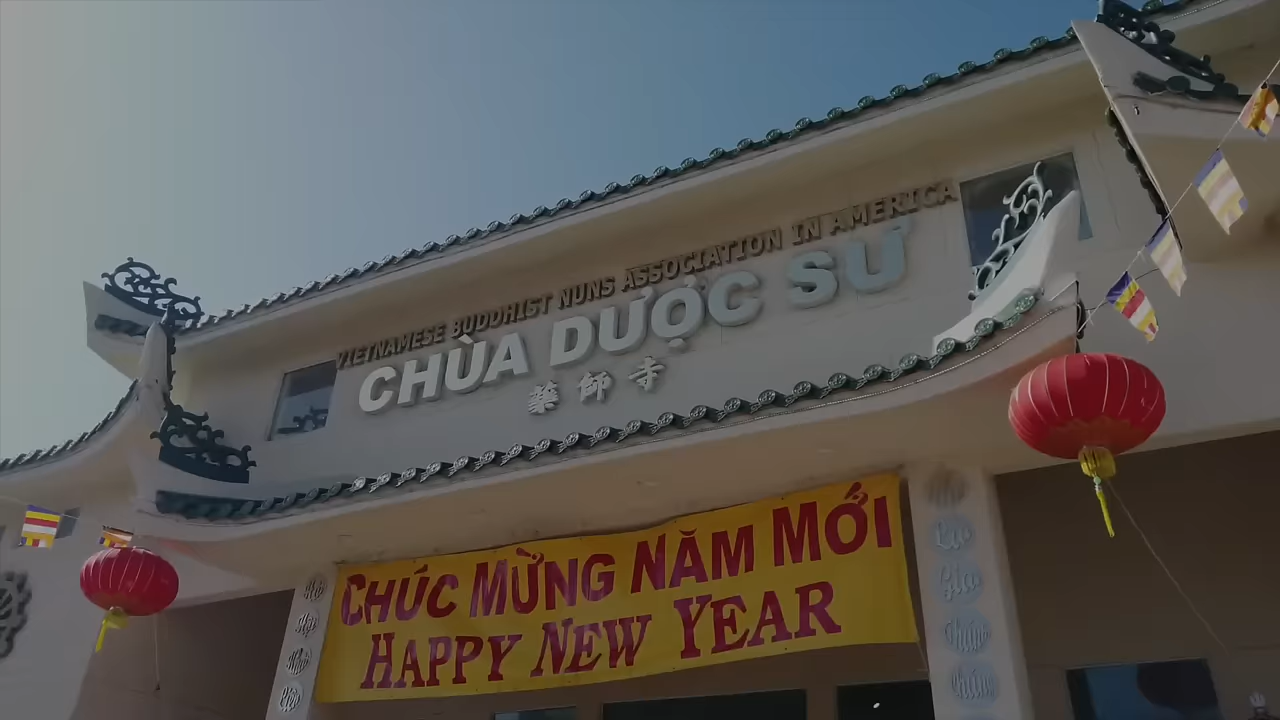 VIETNAMESE BUDDHIST NUNS ASSOCIATION IN AMERICA
CHÙA DƯỢC SƯ
藥師寺
CHÚC MỪNG NĂM MỚI
HAPPY NEW YEAR